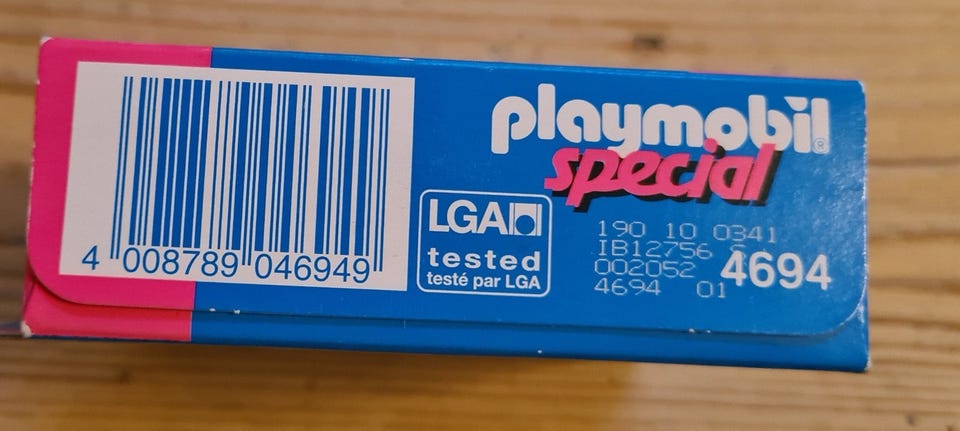 4 008789 046949
LGA
tested
testé par LGA
playmobil®
special
190 10 0341
IB12756
002052
4694 01
4694